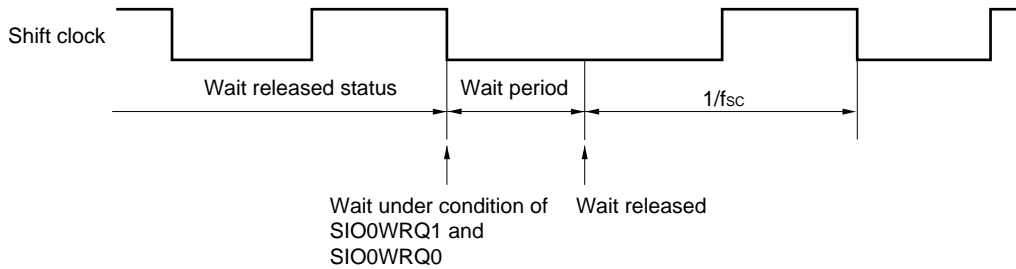 Shift clock
Wait released status
Wait period
1/fsc
Wait under condition of
SIO0WRQ1 and
SIO0WRQ0
Wait released